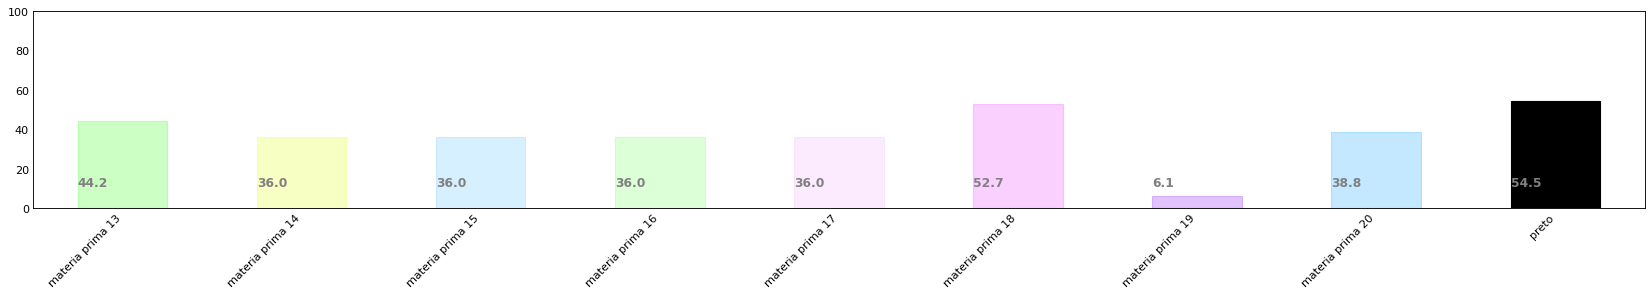 100
80
60
40
20
0
44.2
36.0
36.0
36.0
36.0
52.7
6.1
38.8
54.5
materia prima 13
materia prima 14
materia prima 15
materia prima 16
materia prima 17
materia prima 18
materia prima 19
materia prima 20
preto